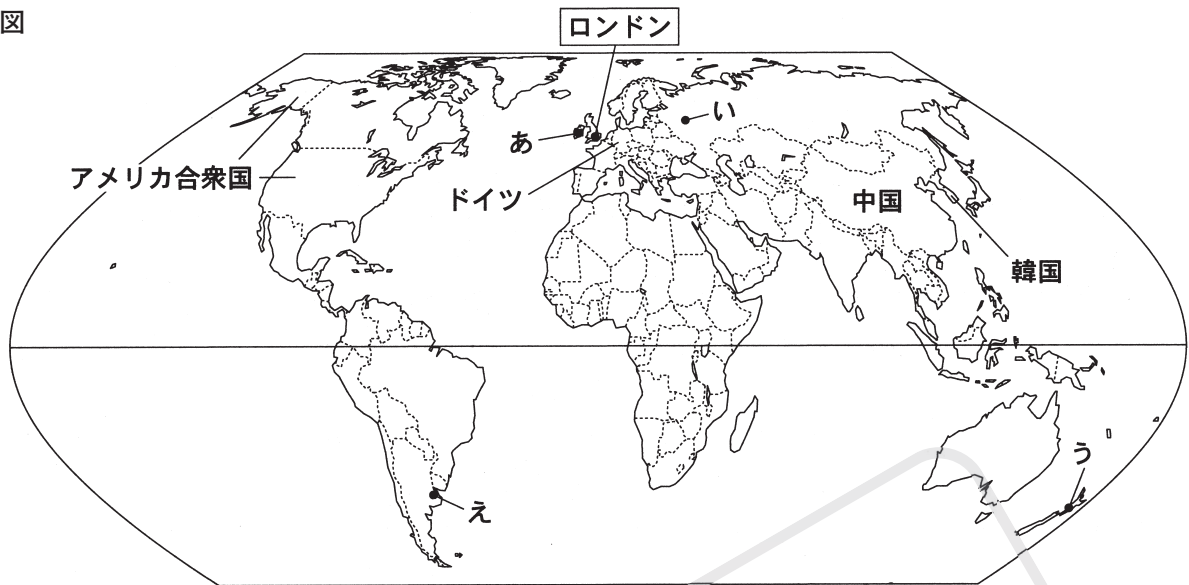 図
ロンドン
あ
い
アメリカ合衆国
ドイツ
中国
韓国
う
え